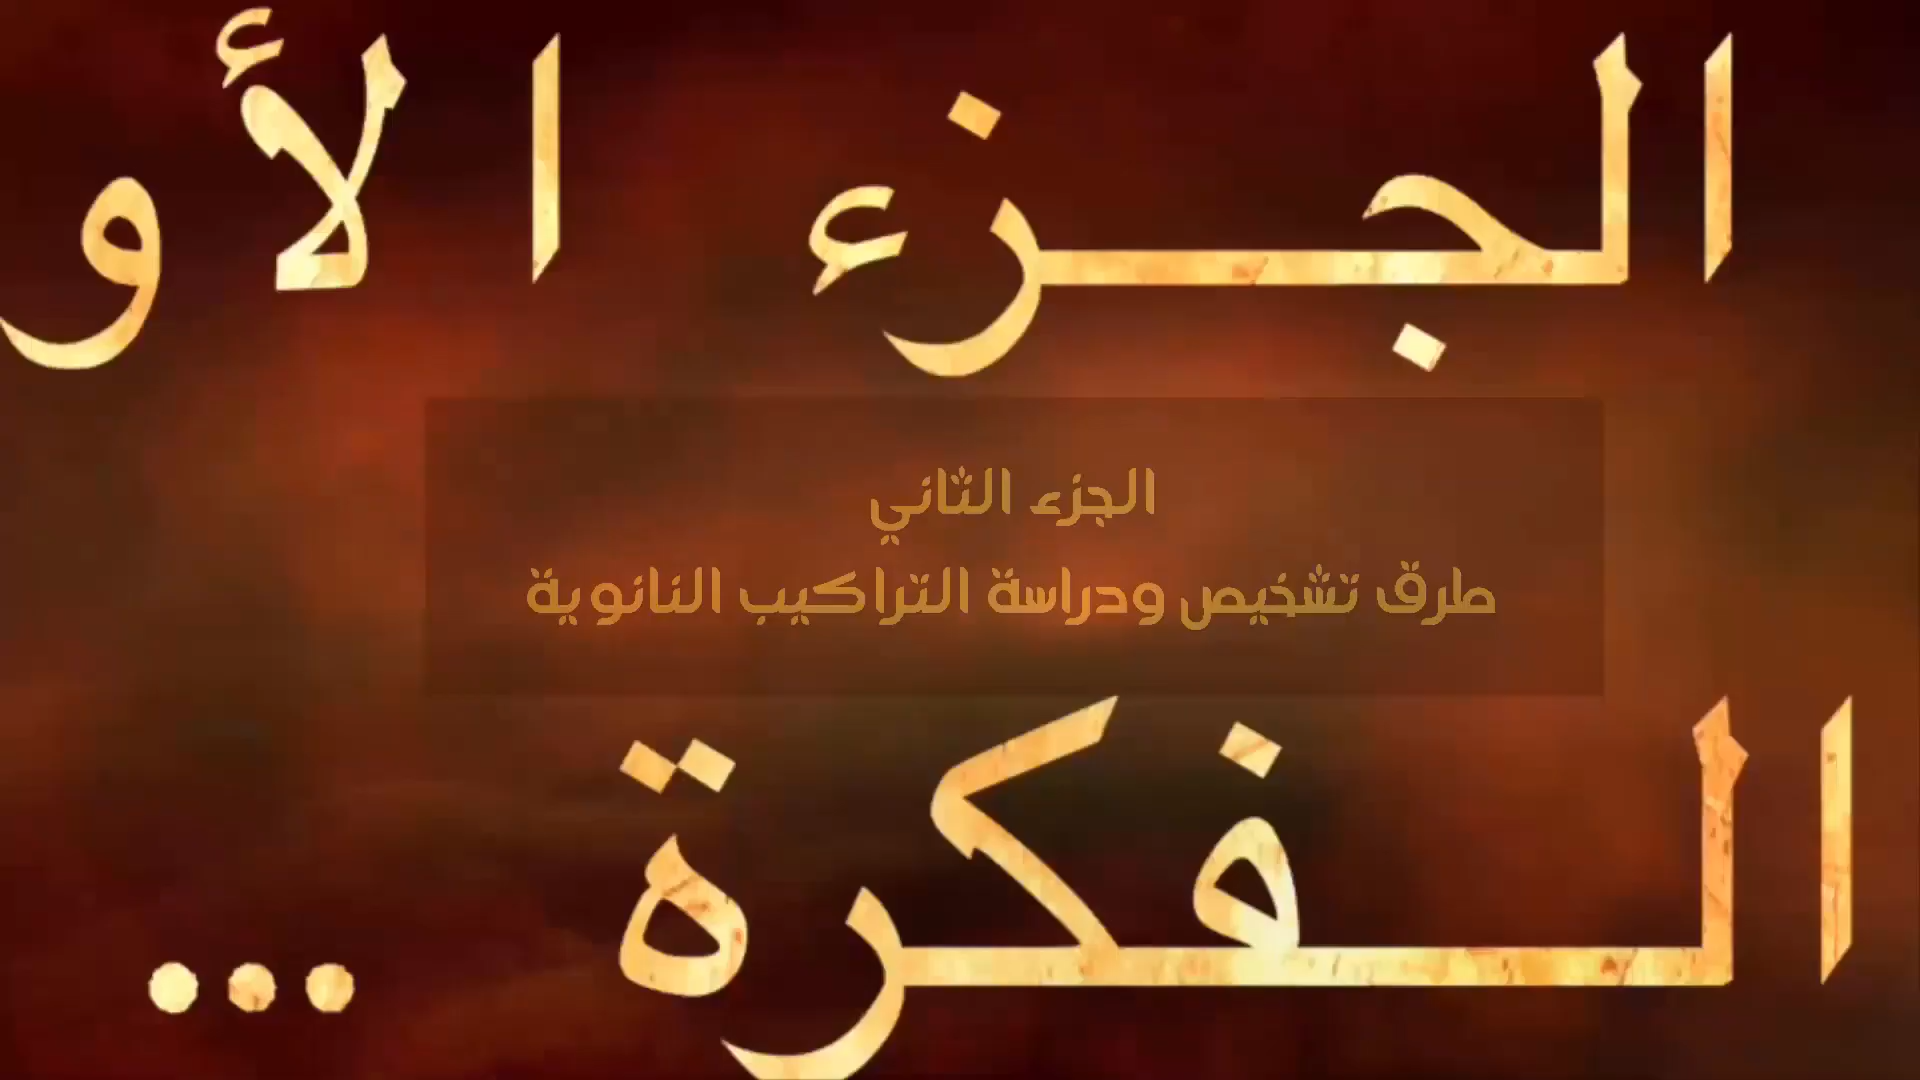 الجزء الأو
الجزء الثاني
طرق تشخيص ودراسة التراكيب النانوية
الفكرة ...